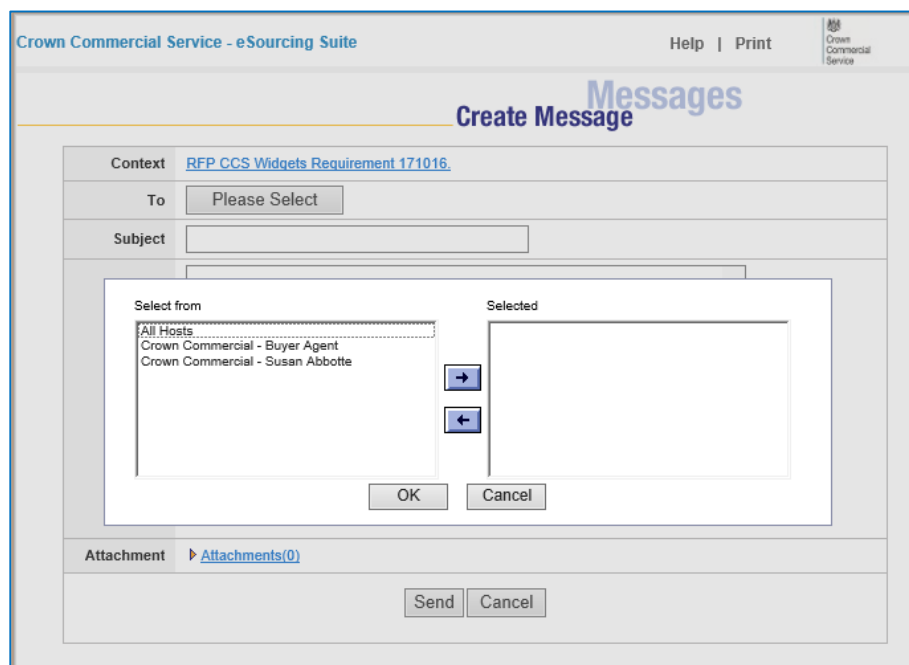 Crown Commercial Service - eSourcing Suite
Help | Print
Crown
Commercial
Service
Messages
Create Message
Context RFP CCS Widgets Requirement 171016.
To Please Select
Subject
Select from Selected
All Hosts
Crown Commercial - Buyer Agent
Crown Commercial - Susan Abbotte
OK Cancel
Attachment Attachments(0)
Send Cancel